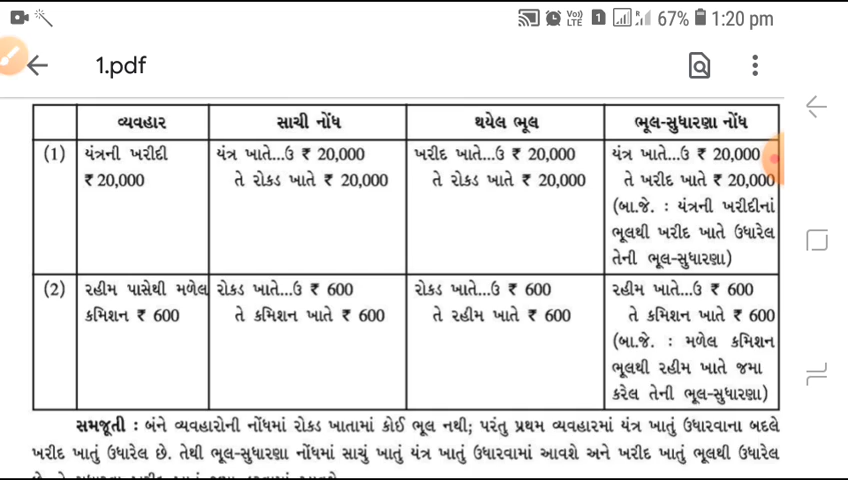 Vo)) LTE 1 R 67% 1:20 pm
1.pdf
વ્યવહાર સાચી નોંધ થયેલ ભૂલ ભૂલ-સુધારણા નોંધ
(1) યંત્રની ખરીદી યંત્ર ખાતે...ઉ ₹ 20,000 ખરીદ ખાતે...ઉ ₹ 20,000 યંત્ર ખાતે...ઉ ₹ 20,000
₹ 20,000 તે રોકડ ખાતે ₹ 20,000 તે રોકડ ખાતે ₹ 20,000 તે ખરીદ ખાતે ₹ 20,000
(બા.જે. : યંત્રની ખરીદીનાં
ભૂલથી ખરીદ ખાતે ઉધારેલ
તેની ભૂલ-સુધારણા)
(2) રહીમ પાસેથી મળેલ રોકડ ખાતે...ઉ ₹ 600 રોકડ ખાતે...ઉ ₹ 600 રહીમ ખાતે...ઉ ₹ 600
કમિશન ₹ 600 તે કમિશન ખાતે ₹ 600 તે રહીમ ખાતે ₹ 600 તે કમિશન ખાતે ₹ 600
(બા.જે. : મળેલ કમિશન
ભૂલથી રહીમ ખાતે જમા
કરેલ તેની ભૂલ-સુધારણા)
સમજૂતી : બંને વ્યવહારોની નોંધમાં રોકડ ખાતામાં કોઈ ભૂલ નથી; પરંતુ પ્રથમ વ્યવહારમાં યંત્ર ખાતું ઉધારવાના બદલે
ખરીદ ખાતું ઉધારેલ છે. તેથી ભૂલ-સુધારણા નોંધમાં સાચું ખાતું યંત્ર ખાતું ઉધારવામાં આવશે અને ખરીદ ખાતું ભૂલથી ઉધારેલ